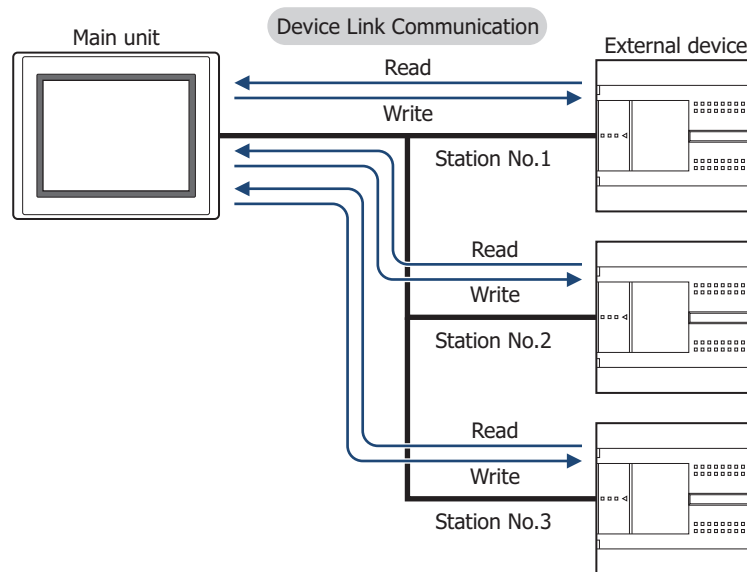 Device Link Communication
Main unit
External device
Read
Write
Station No.1
Read
Write
Station No.2
Read
Write
Station No.3